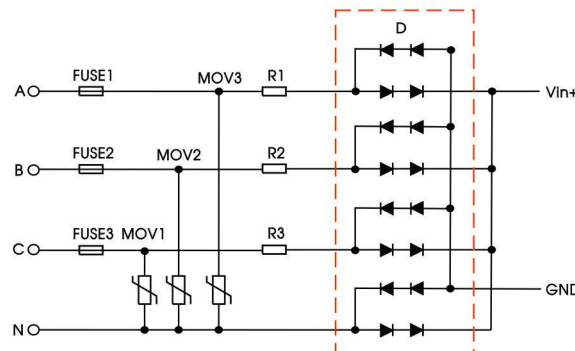 D
FUSE1
MOV3
R1
A
Vin+
FUSE2
MOV2
R2
B
FUSE3
MOV1
R3
C
GND
N